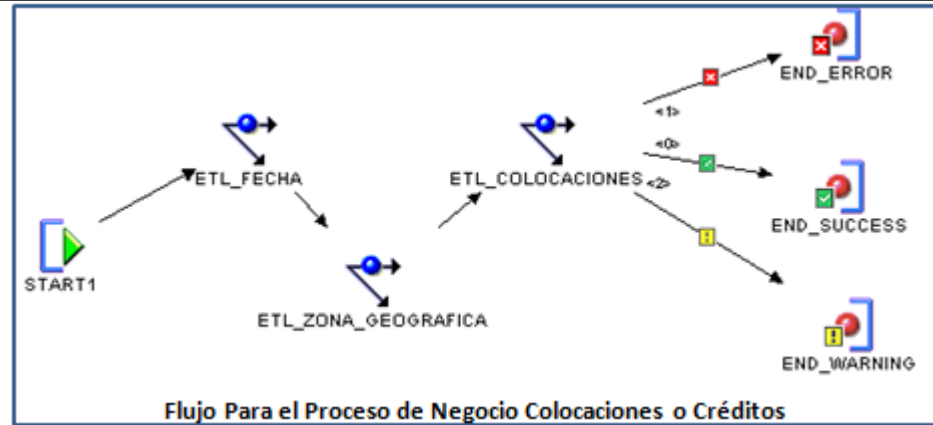 END_ERROR
<1>
<0>
ETL_FECHA
ETL_COLOCACIONES
<2>
END_SUCCESS
START1
ETL_ZONA_GEOGRAFICA
END_WARNING
Flujo Para el Proceso de Negocio Colocaciones o Créditos